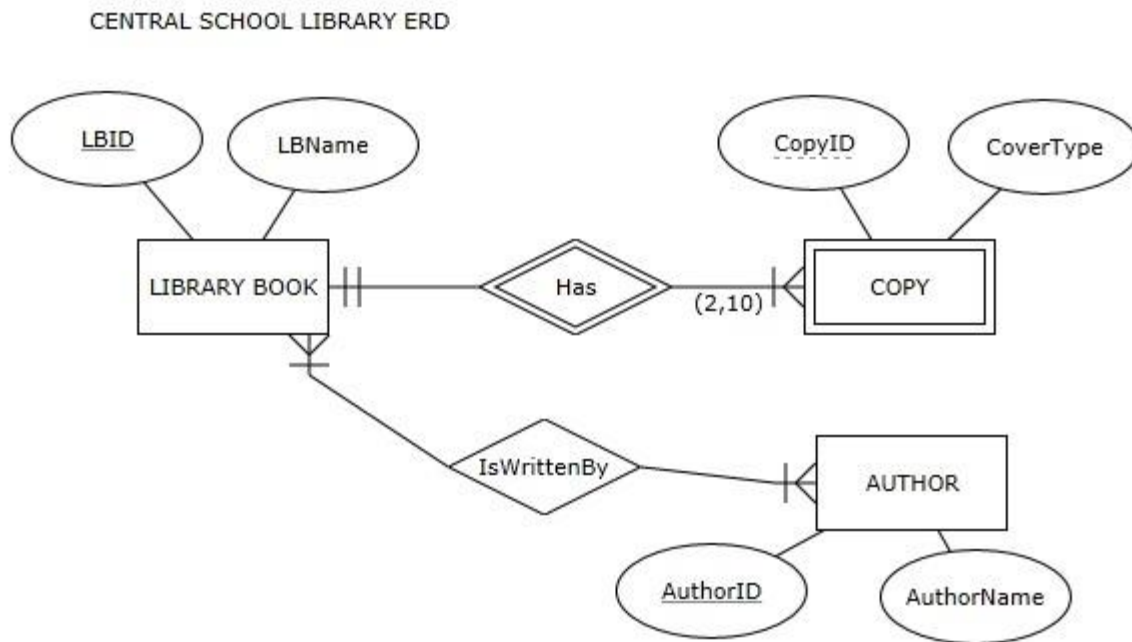 CENTRAL SCHOOL LIBRARY ERD
LBID
LBName
CopyID
CoverType
LIBRARY BOOK
Has
(2,10)
COPY
IsWrittenBy
AUTHOR
AuthorID
AuthorName